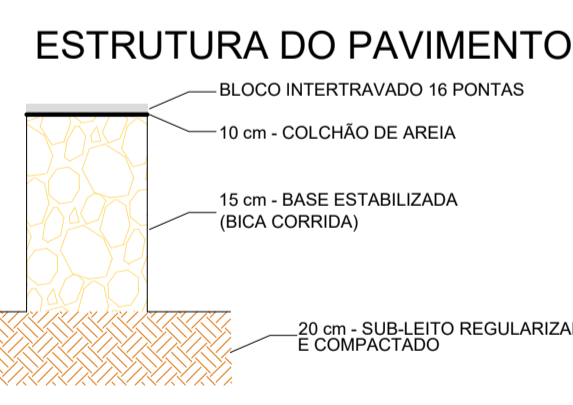 ESTRUTURA DO PAVIMENTO
BLOCO INTERTRAVADO 16 PONTAS
10 cm - COLCHÃO DE AREIA
15 cm - BASE ESTABILIZADA
(BICA CORRIDA)
20 cm - SUB-LEITO
E COMPACTADO